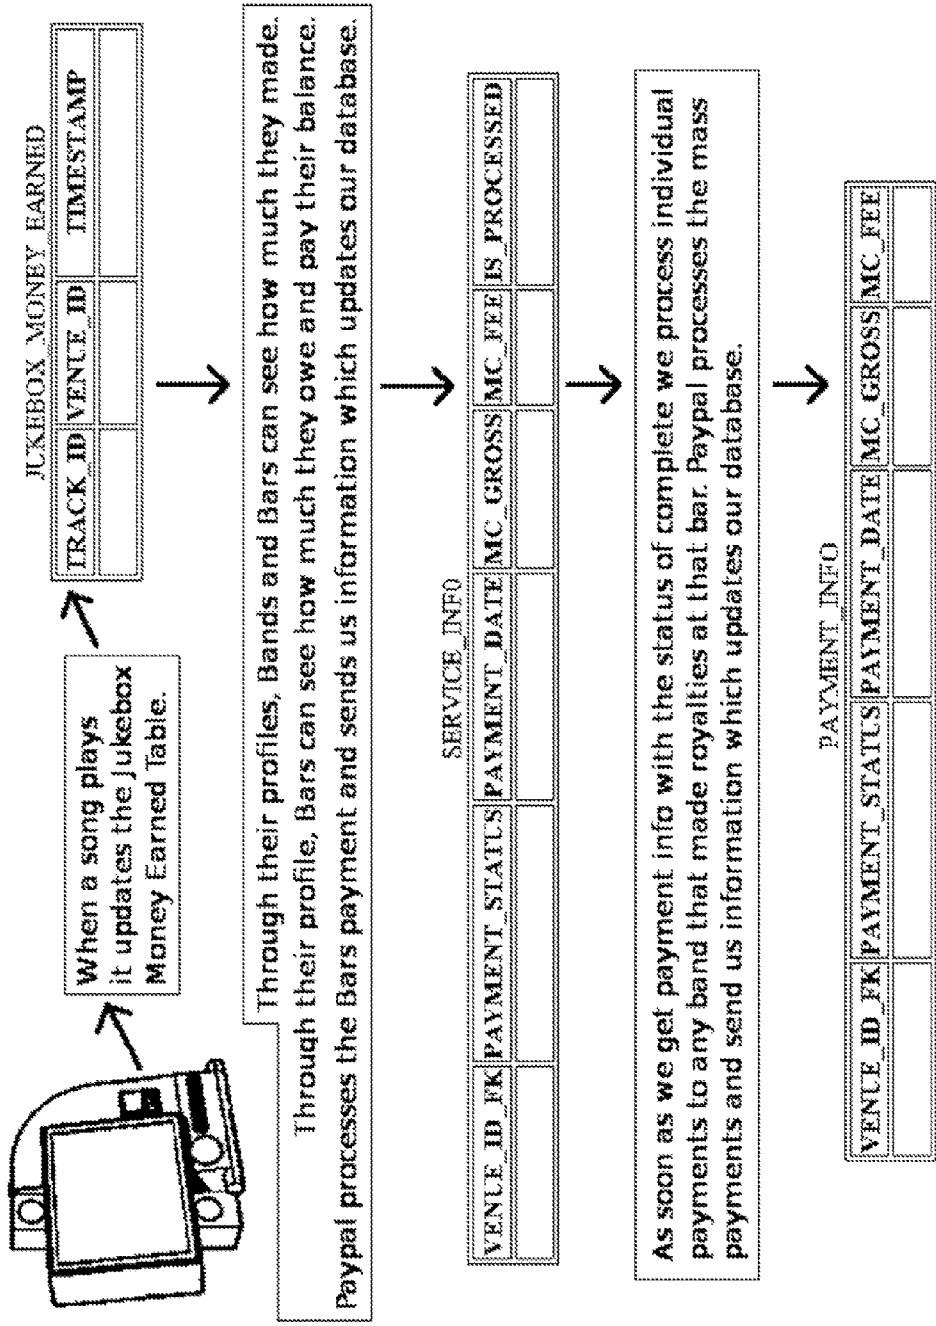 JUKEBOX MONEY EARNED
TRACK_ID VENUE_ID TIMESTAMP
When a song plays
it updates the Jukebox
Money Earned Table.
Through their profiles, Bands and Bars can see how much they made.
Through their profile, Bars can see how much they owe and pay their balance.
Paypal processes the Bars payment and sends us information which updates our database.
SERVICE_INFO
VENUE_ID_FK PAYMENT_STATUS PAYMENT_DATE MC_GROSS MC_FEE IS_PROCESSED
As soon as we get payment info with the status of complete we process individual
payments to any band that made royalties at that bar. Paypal processes the mass
payments and send us information which updates our database.
PAYMENT_INFO
VENUE_ID_FK PAYMENT_STATUS PAYMENT_DATE MC_GROSS MC_FEE